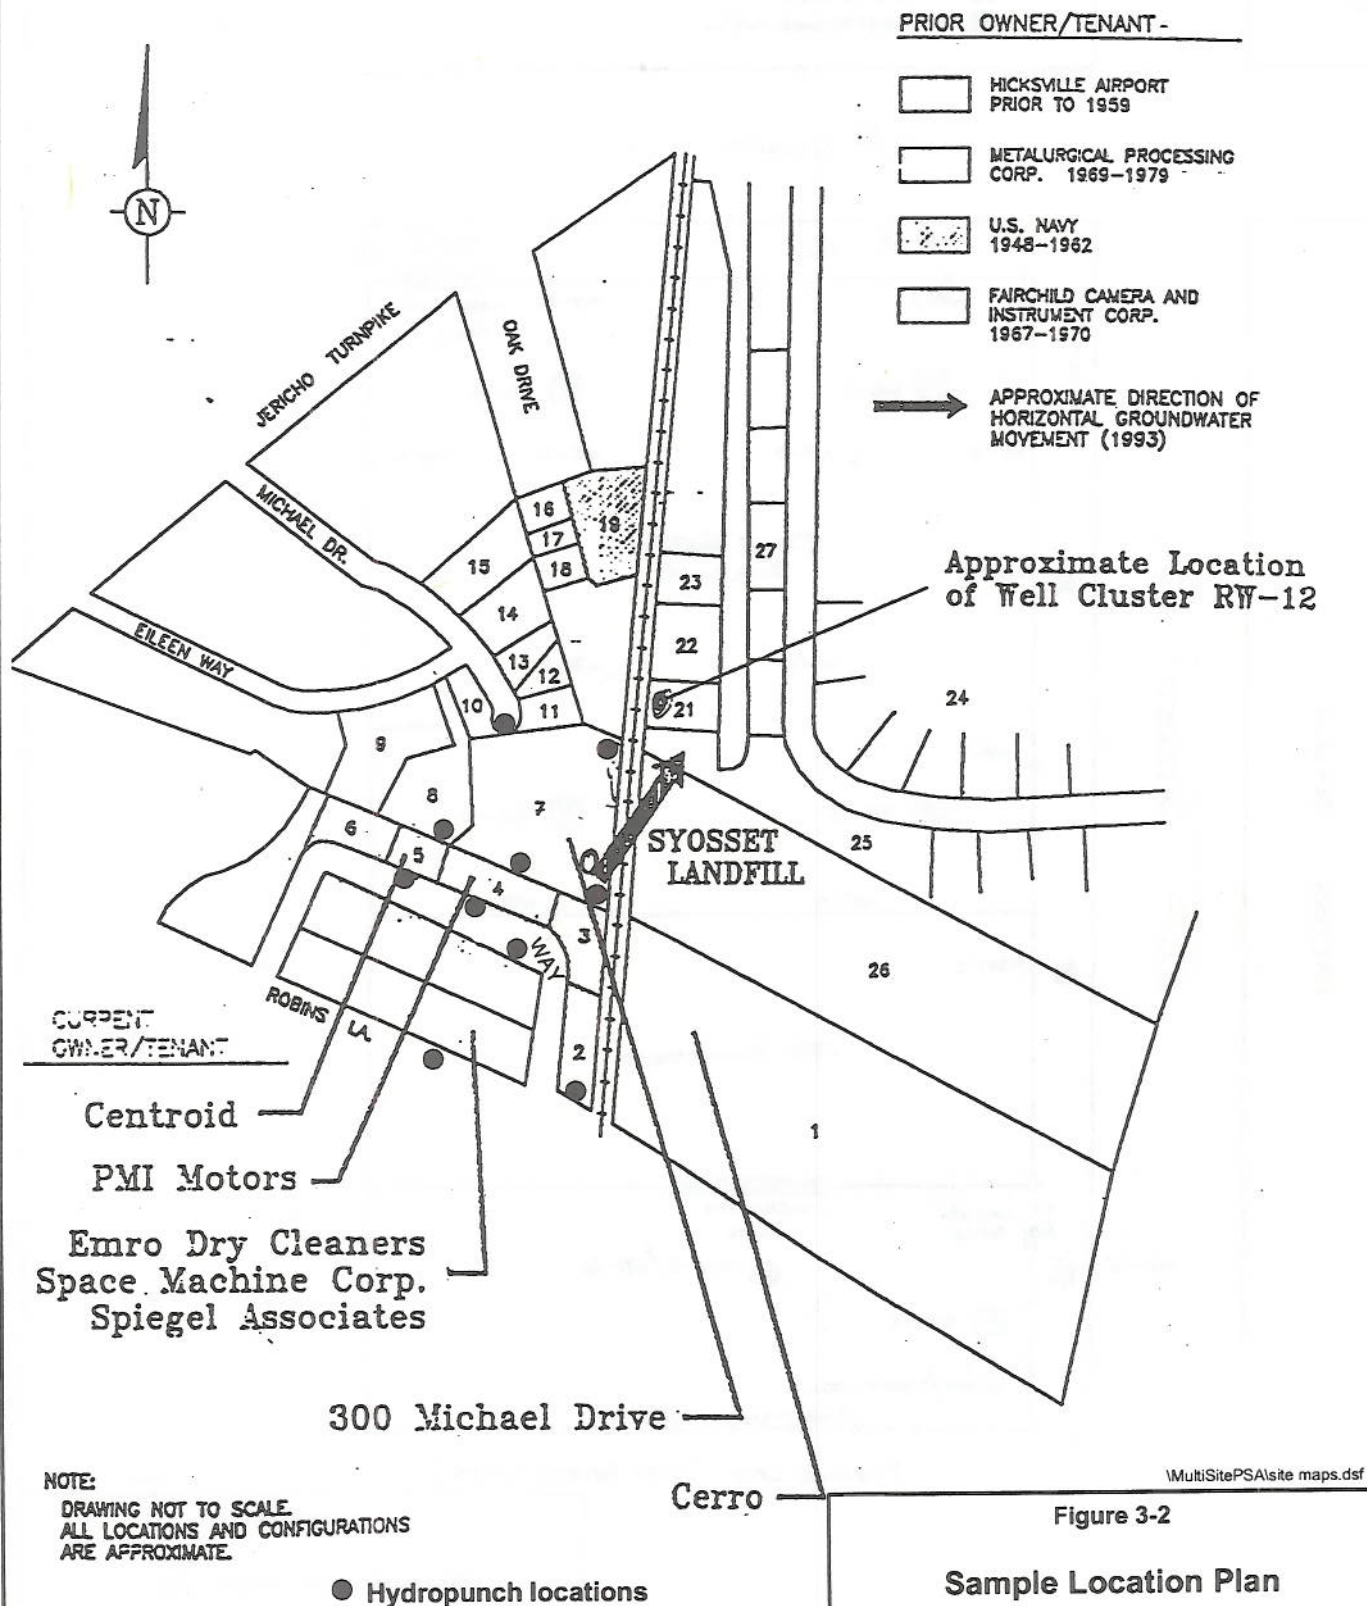 PRIOR OWNER/TENANT-
HICKSVILLE AIRPORT
PRIOR TO 1959
METALURGICAL PROCESSING
CORP. 1969-1979
U.S. NAVY
1948-1962
FAIRCHILD CAMERA AND
INSTRUMENT CORP.
1967-1970
APPROXIMATE DIRECTION OF
HORIZONTAL GROUNDWATER
MOVEMENT (1993)
N
JERICHO TURNPIKE
OAK DRIVE
MICHAEL DR.
EILEEN WAY
16
17
18
19
15
14
13
12
11
10
9
8
7
6
5
4
3
2
1
27
23
22
21
24
25
26
Approximate Location
of Well Cluster RW-12
SYOSSET
LANDFILL
WAY
ROBINS LA.
CURRENT
OWNER/TENANT
Centroid
PMI Motors
Emro Dry Cleaners
Space Machine Corp.
Spiegel Associates
300 Michael Drive
Cerro
NOTE:
DRAWING NOT TO SCALE.
ALL LOCATIONS AND CONFIGURATIONS
ARE APPROXIMATE.
Hydropunch locations
\MultiSitePSA\site maps.dsf
Figure 3-2
Sample Location Plan